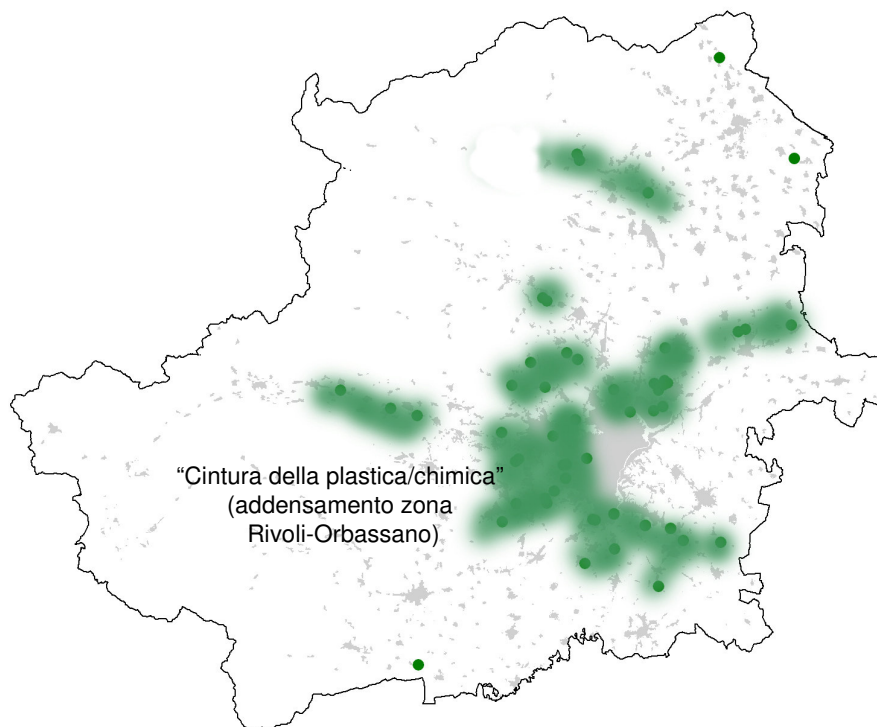 “Cintura della plastica/chimica”
(addensamento zona
Rivoli-Orbassano)